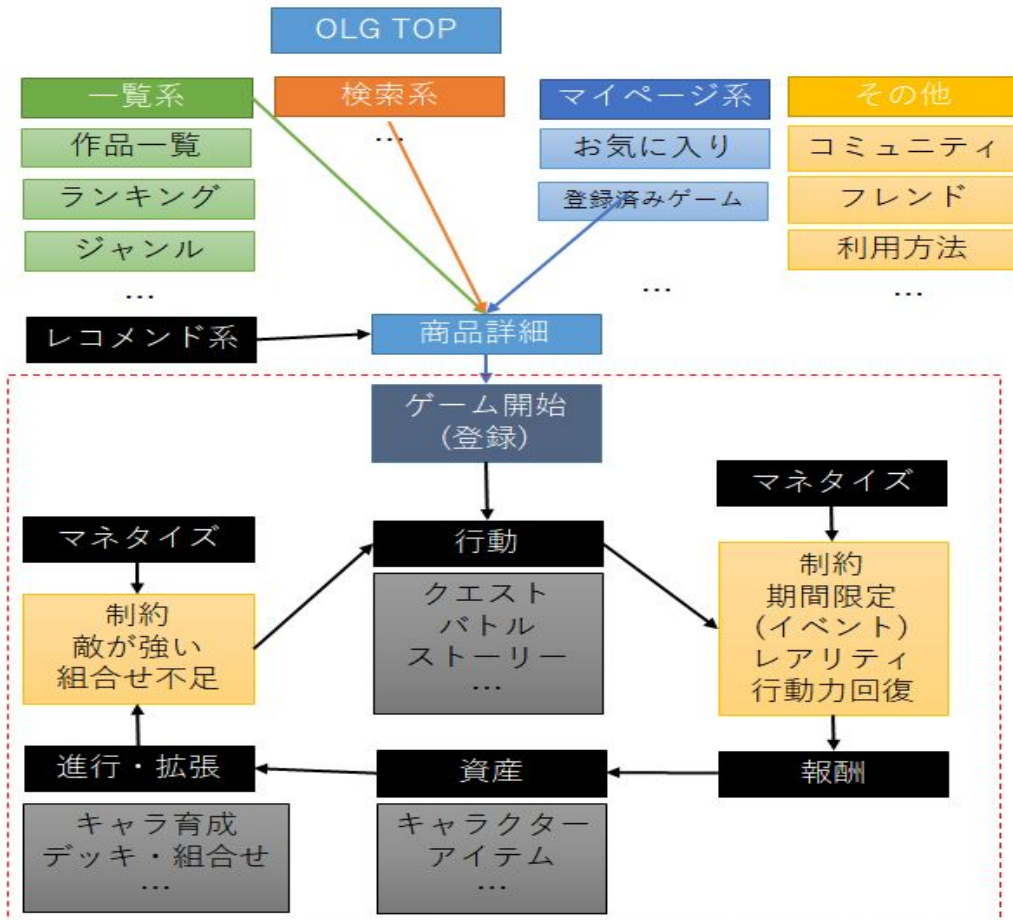 OLG TOP
一覧系
検索系
マイページ系
その他
作品一覧
…
お気に入り
コミュニティ
ランキング
登録済みゲーム
フレンド
ジャンル
利用方法
…
…
…
レコメンド系
商品詳細
ゲーム開始
(登録)
マネタイズ
マネタイズ
行動
制約
敵が強い
組合せ不足
クエスト
バトル
ストーリー
…
制約
期間限定
(イベント)
レアリティ
行動力回復
進行・拡張
資産
報酬
キャラ育成
デッキ・組合せ
…
キャラクター
アイテム
…